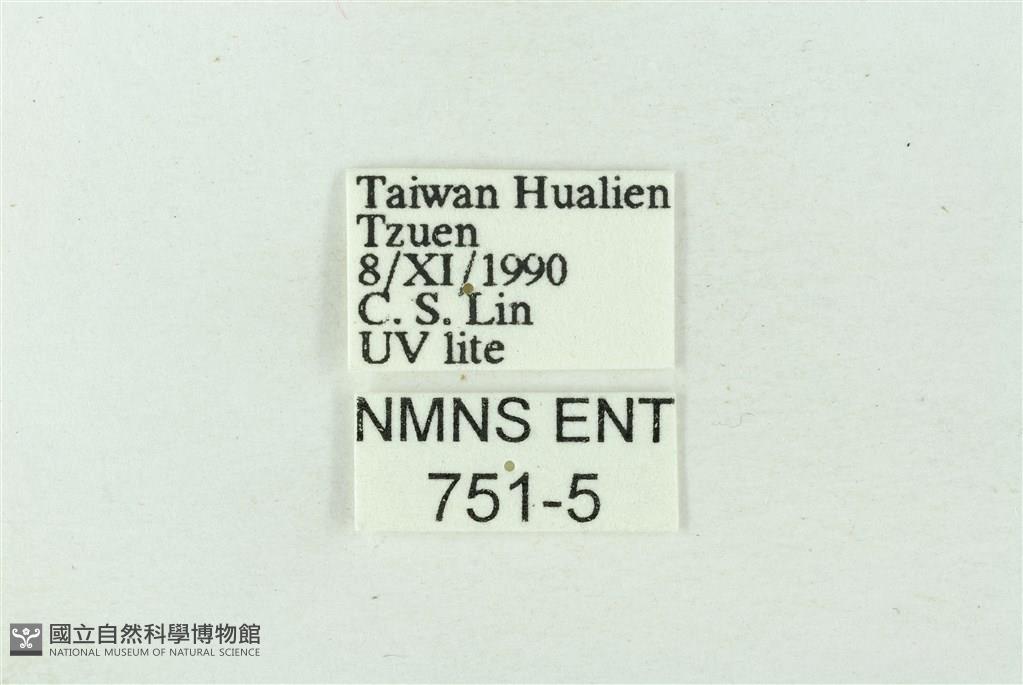 Taiwan Hualien
Tzuen
8/XI/1990
C. S. Lin
UV lite
NMNS ENT
751-5
國立自然科學博物館
NATIONAL MUSEUM OF NATURAL SCIENCE